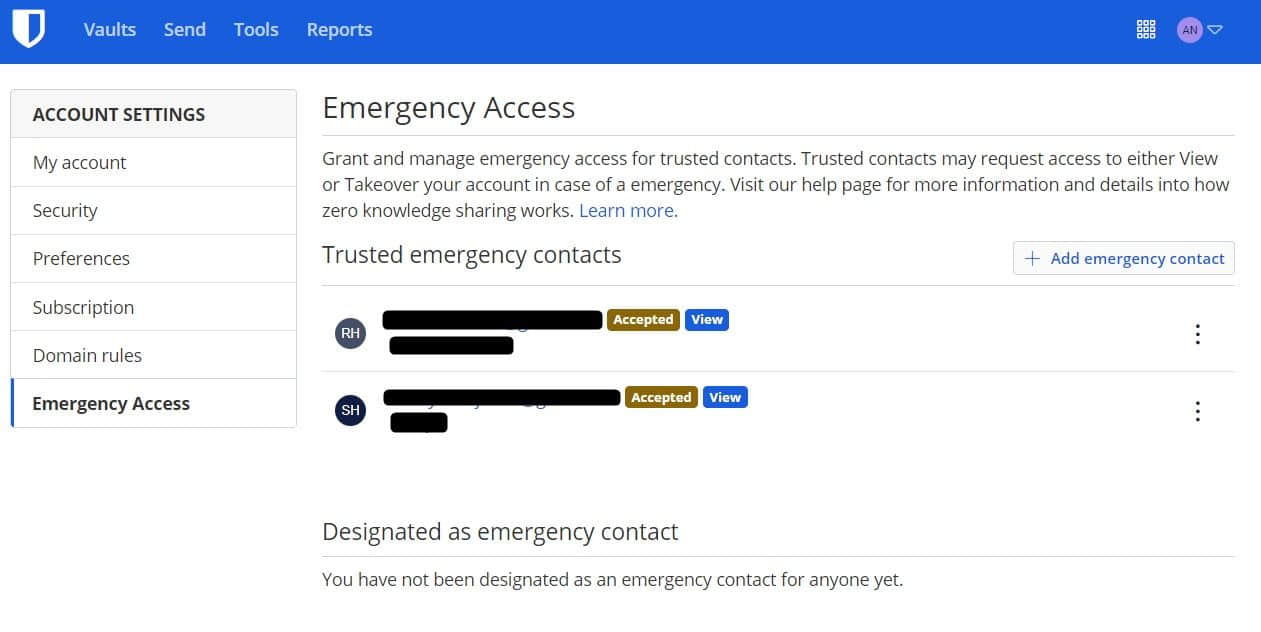 Vaults Send Tools Reports
AN
ACCOUNT SETTINGS
My account
Security
Preferences
Subscription
Domain rules
Emergency Access
Emergency Access
Grant and manage emergency access for trusted contacts. Trusted contacts may request access to either View
or Takeover your account in case of a emergency. Visit our help page for more information and details into how
zero knowledge sharing works. Learn more.
Trusted emergency contacts
Add emergency contact
RH
Accepted View
SH
Accepted View
Designated as emergency contact
You have not been designated as an emergency contact for anyone yet.